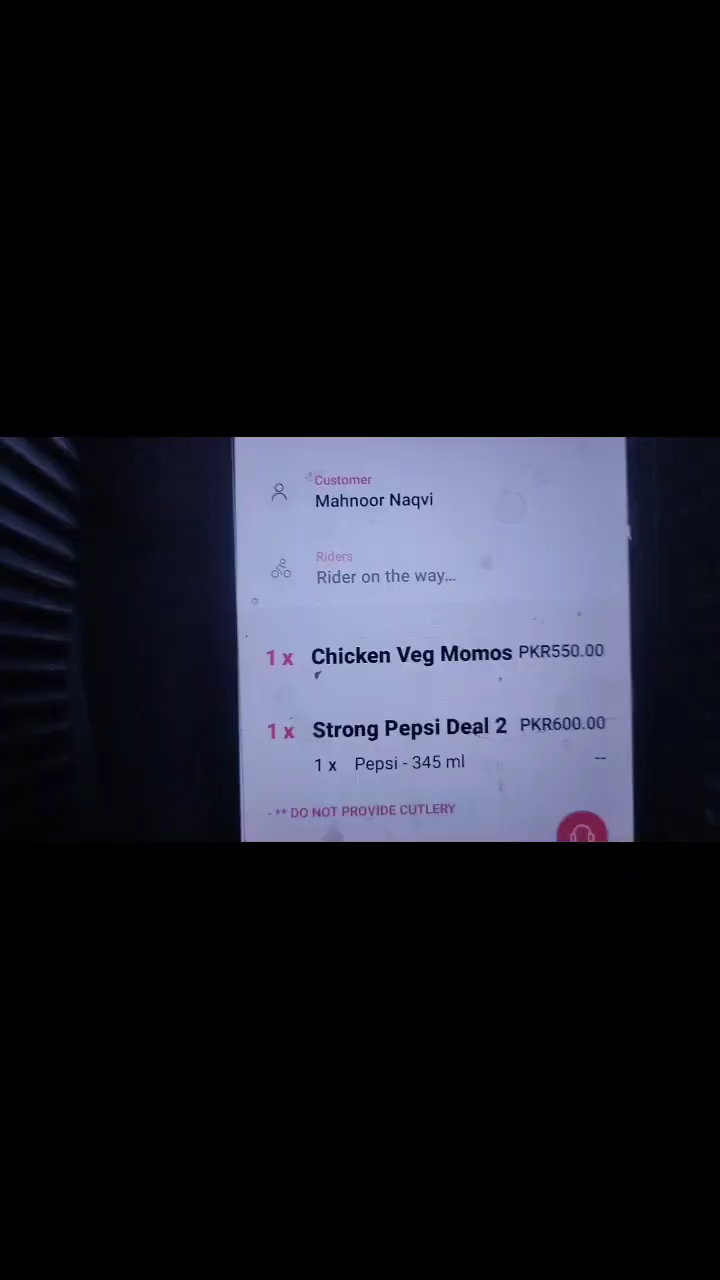 Customer
Mahnoor Naqvi
Riders
Rider on the way...
1 x Chicken Veg Momos PKR550.00
1 x Strong Pepsi Deal 2 PKR600.00
1 x Pepsi - 345 ml --
- ** DO NOT PROVIDE CUTLERY